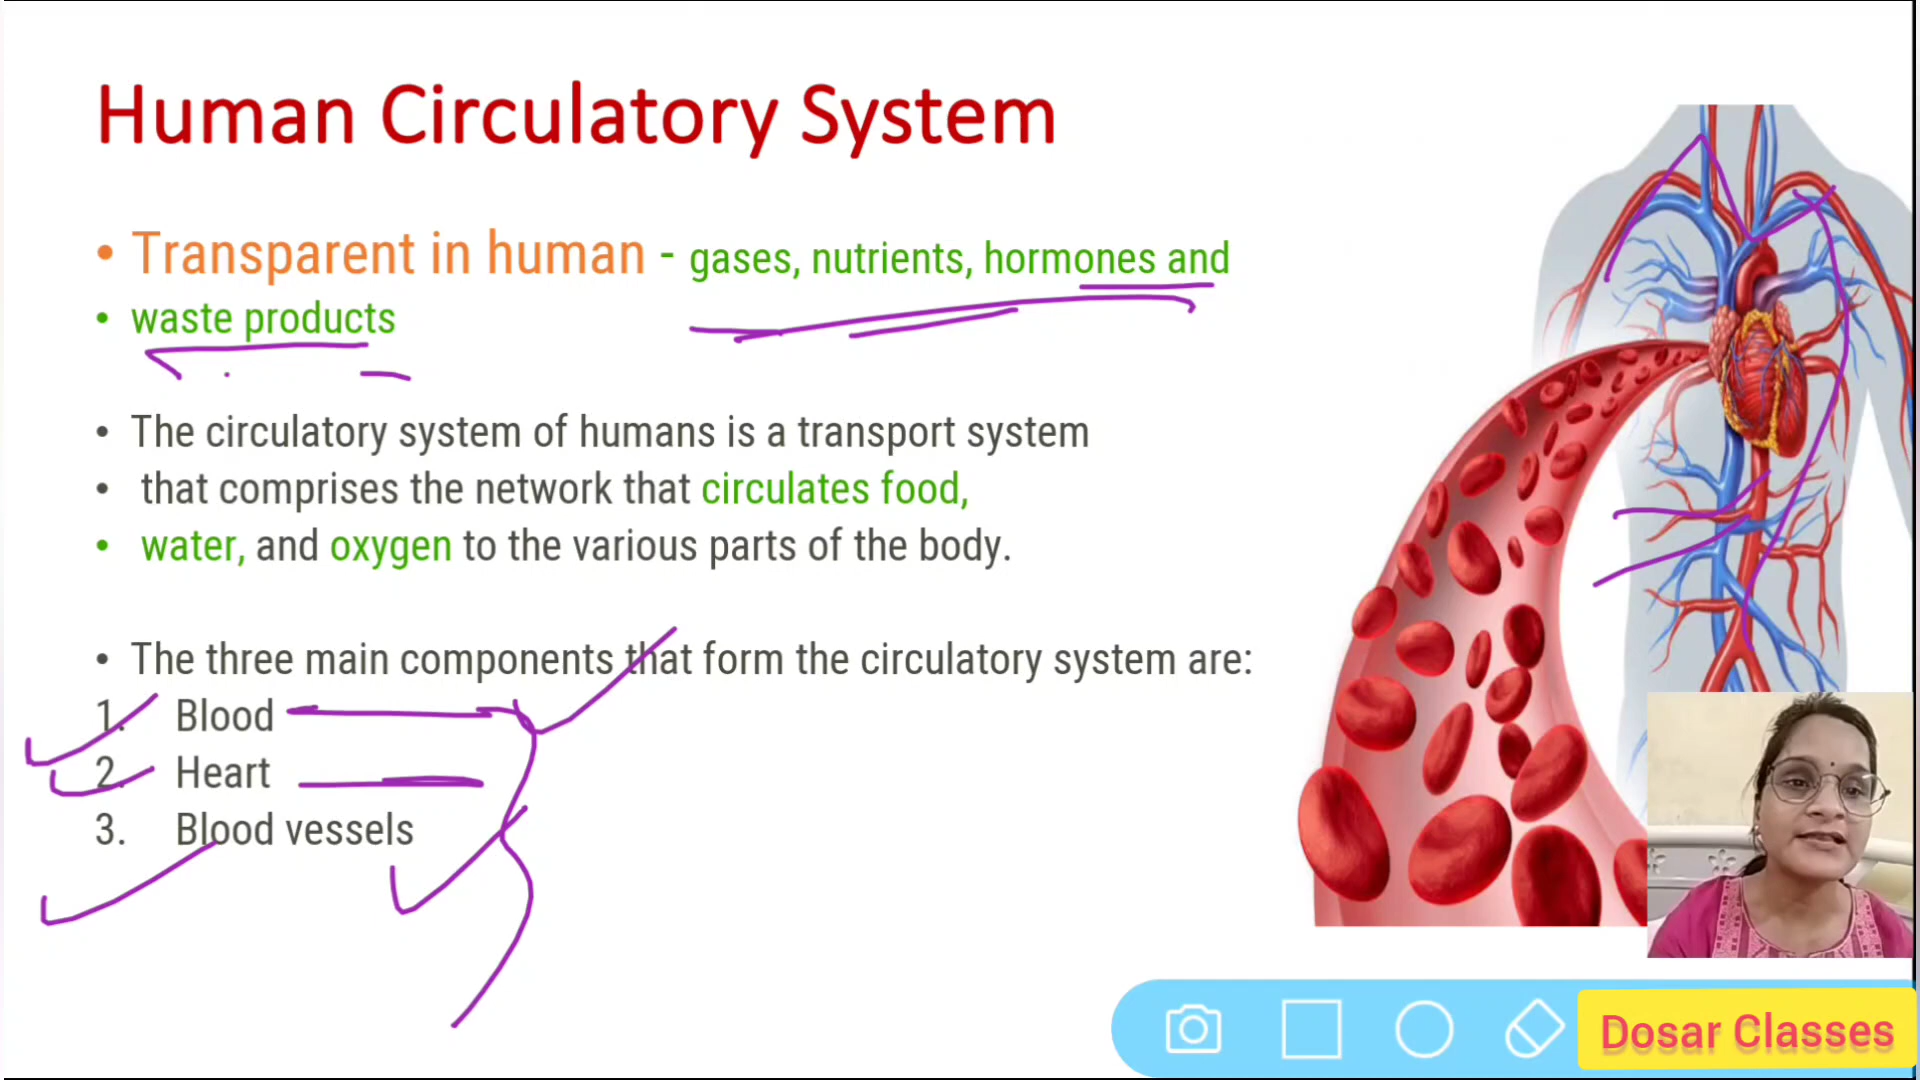 Human Circulatory System
• Transparent in human - gases, nutrients, hormones and
• waste products
• The circulatory system of humans is a transport system
• that comprises the network that circulates food,
• water, and oxygen to the various parts of the body.
• The three main components that form the circulatory system are:
1. Blood
2. Heart
3. Blood vessels
Dosar Classes